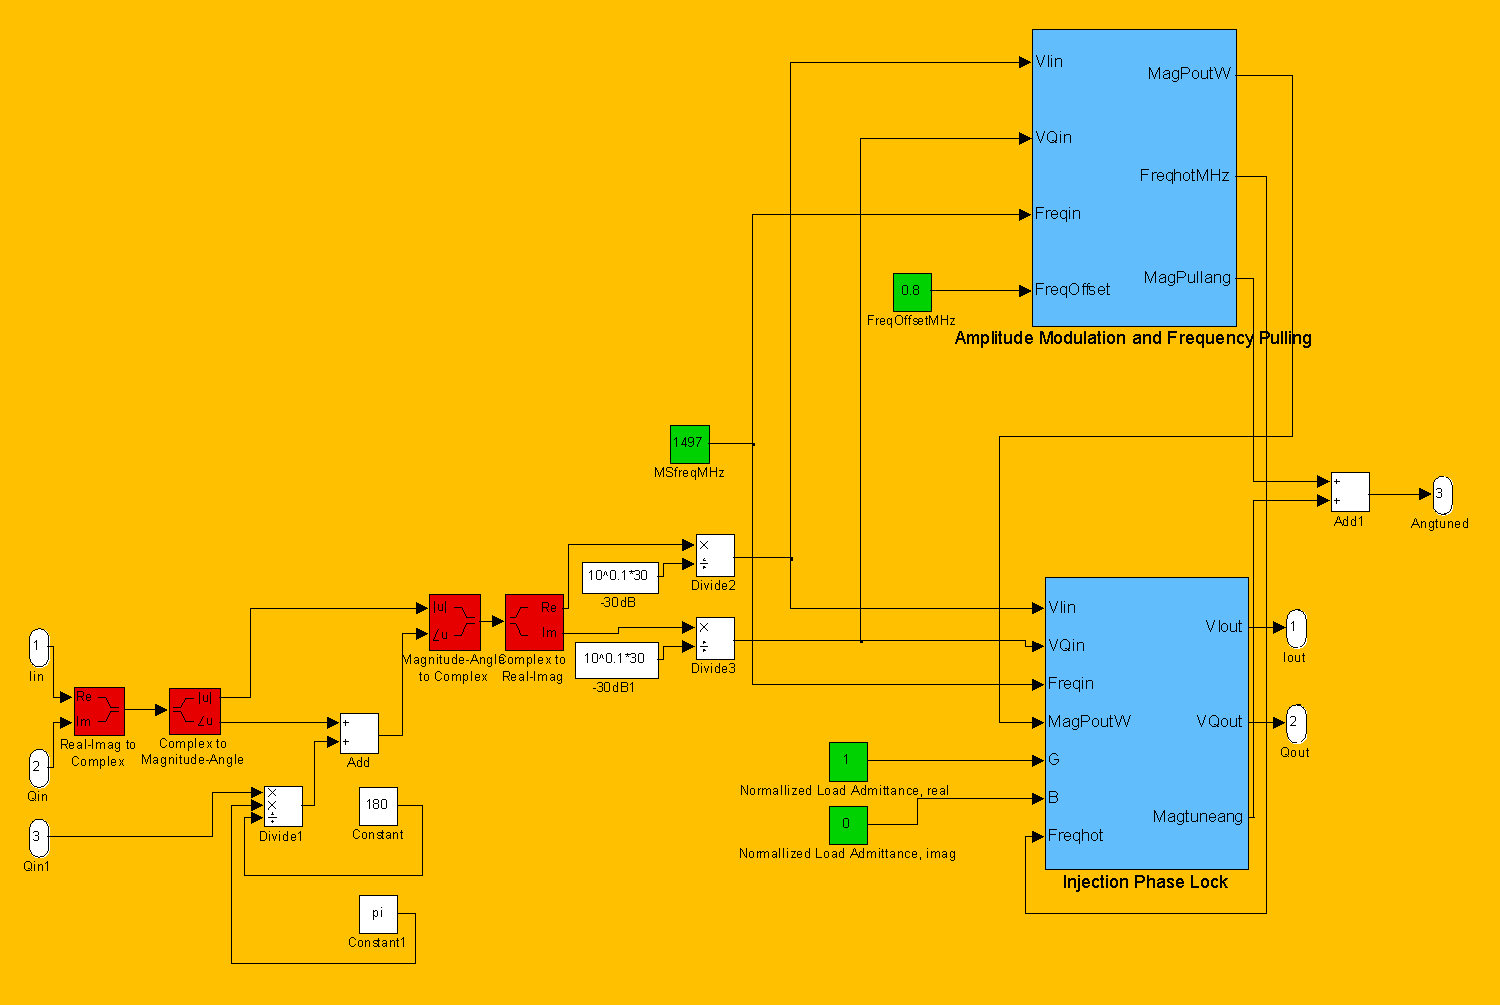 VIin
MagPoutW
VQin
FreqhotMHz
Freqin
MagPullang
0.8
FreqOffset
FreqOffsetMHz
Amplitude Modulation and Frequency Pulling
1497
MSfreqMHz
+
+
Add1
3
Angtuned
×
÷
Divide2
10^0.1*30
-30dB
|u|
∠u
Magnitude-Angle
to Complex
Re
Im
Complex to
Real-Imag
×
÷
Divide3
10^0.1*30
-30dB1
1
Iin
Re
Im
Real-Imag to
Complex
|u|
∠u
Complex to
Magnitude-Angle
+
+
Add
2
Qin
3
Qin1
×
×
÷
Divide1
180
Constant
pi
Constant1
VIin
VIout
VQin
Freqin
MagPoutW
VQout
G
B
Magtuneang
Freqhot
Injection Phase Lock
1
Iout
2
Qout
1
Normallized Load Admittance, real
0
Normallized Load Admittance, imag